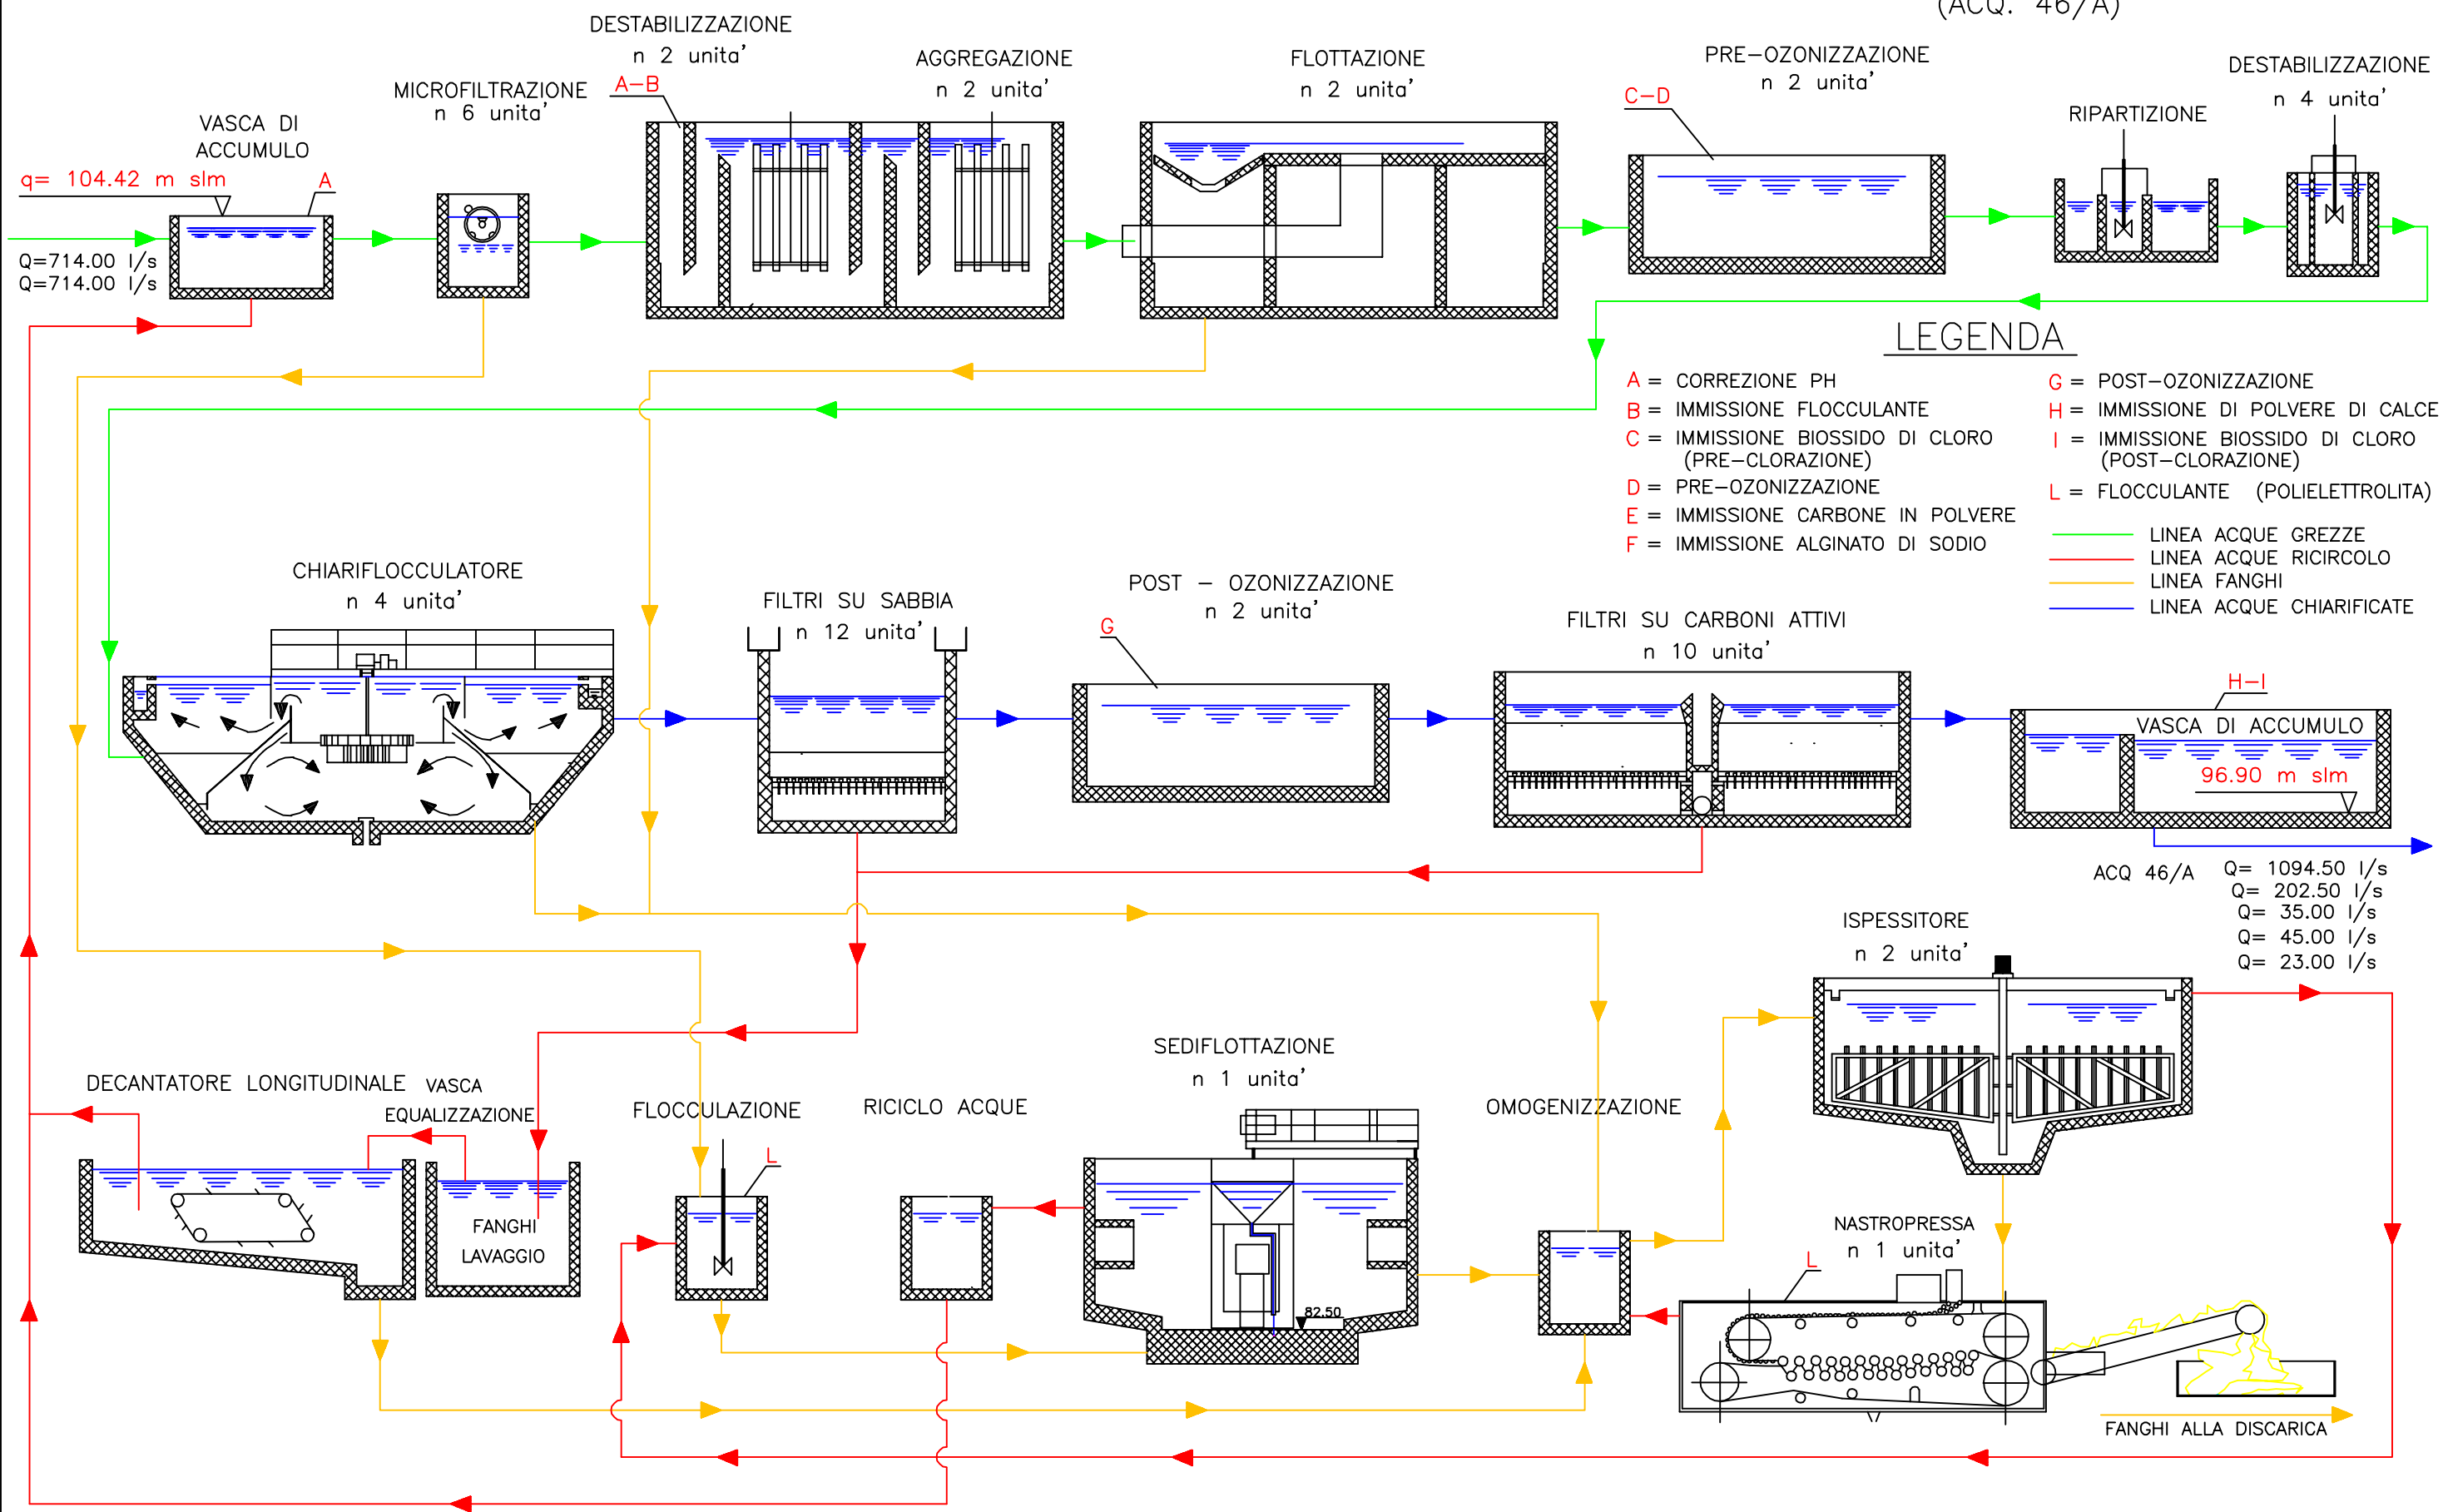 (ACQ. 46/A)
DESTABILIZZAZIONE
n 2 unita'
A-B
AGGREGAZIONE
n 2 unita'
FLOTTAZIONE
n 2 unita'
PRE-OZONIZZAZIONE
n 2 unita'
C-D
DESTABILIZZAZIONE
n 4 unita'
RIPARTIZIONE
MICROFILTRAZIONE
n 6 unita'
VASCA DI
ACCUMULO
q= 104.42 m slm
A
Q=714.00 l/s
Q=714.00 l/s
LEGENDA
A = CORREZIONE PH
B = IMMISSIONE FLOCCULANTE
C = IMMISSIONE BIOSSIDO DI CLORO
(PRE-CLORAZIONE)
D = PRE-OZONIZZAZIONE
E = IMMISSIONE CARBONE IN POLVERE
F = IMMISSIONE ALGINATO DI SODIO
G = POST-OZONIZZAZIONE
H = IMMISSIONE DI POLVERE DI CALCE
I = IMMISSIONE BIOSSIDO DI CLORO
(POST-CLORAZIONE)
L = FLOCCULANTE (POLIELETTROLITA)
LINEA ACQUE GREZZE
LINEA ACQUE RICIRCOLO
LINEA FANGHI
LINEA ACQUE CHIARIFICATE
CHIARIFLOCCULATORE
n 4 unita'
FILTRI SU SABBIA
n 12 unita'
POST - OZONIZZAZIONE
n 2 unita'
G
FILTRI SU CARBONI ATTIVI
n 10 unita'
H-I
VASCA DI ACCUMULO
96.90 m slm
ACQ 46/A
Q= 1094.50 l/s
Q= 202.50 l/s
Q= 35.00 l/s
Q= 45.00 l/s
Q= 23.00 l/s
ISPESSITORE
n 2 unita'
DECANTATORE LONGITUDINALE
VASCA
EQUALIZZAZIONE
FANGHI
LAVAGGIO
FLOCCULAZIONE
L
RICICLO ACQUE
SEDIFLOTTAZIONE
n 1 unita'
82.50
OMOGENIZZAZIONE
NASTROPRESSA
n 1 unita'
L
FANGHI ALLA DISCARICA